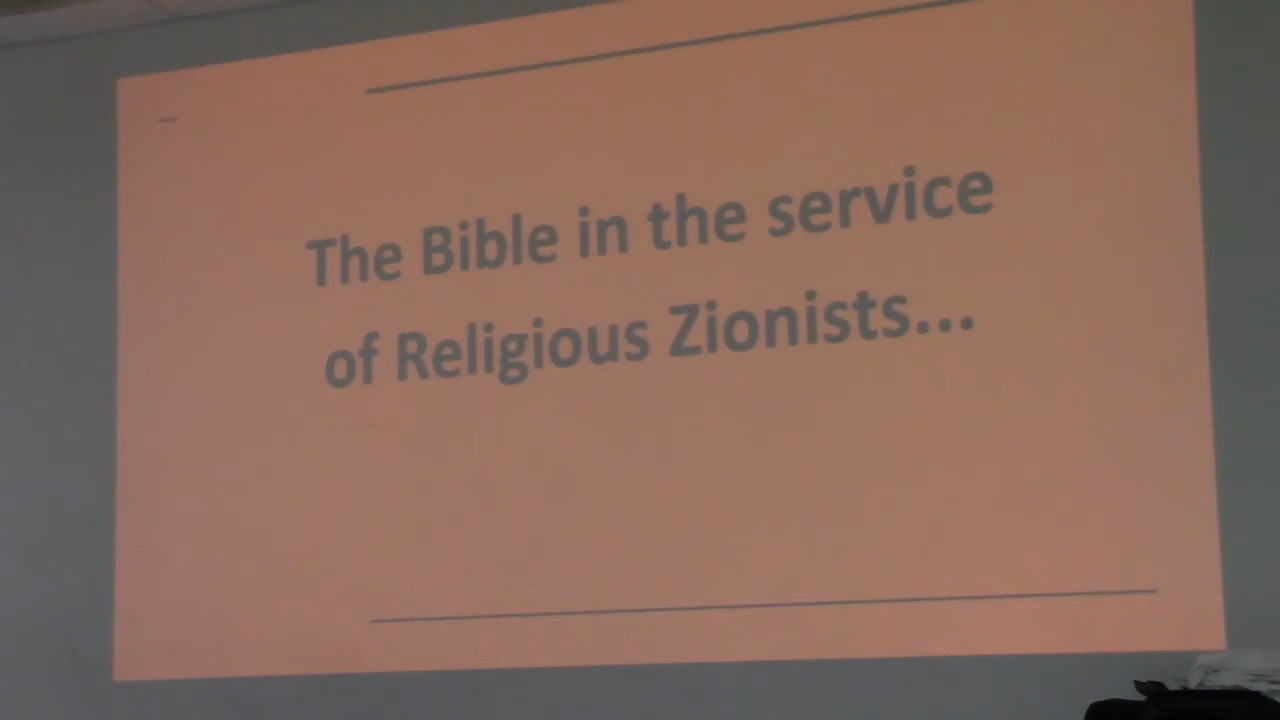 The Bible in the service
of Religious Zionists...